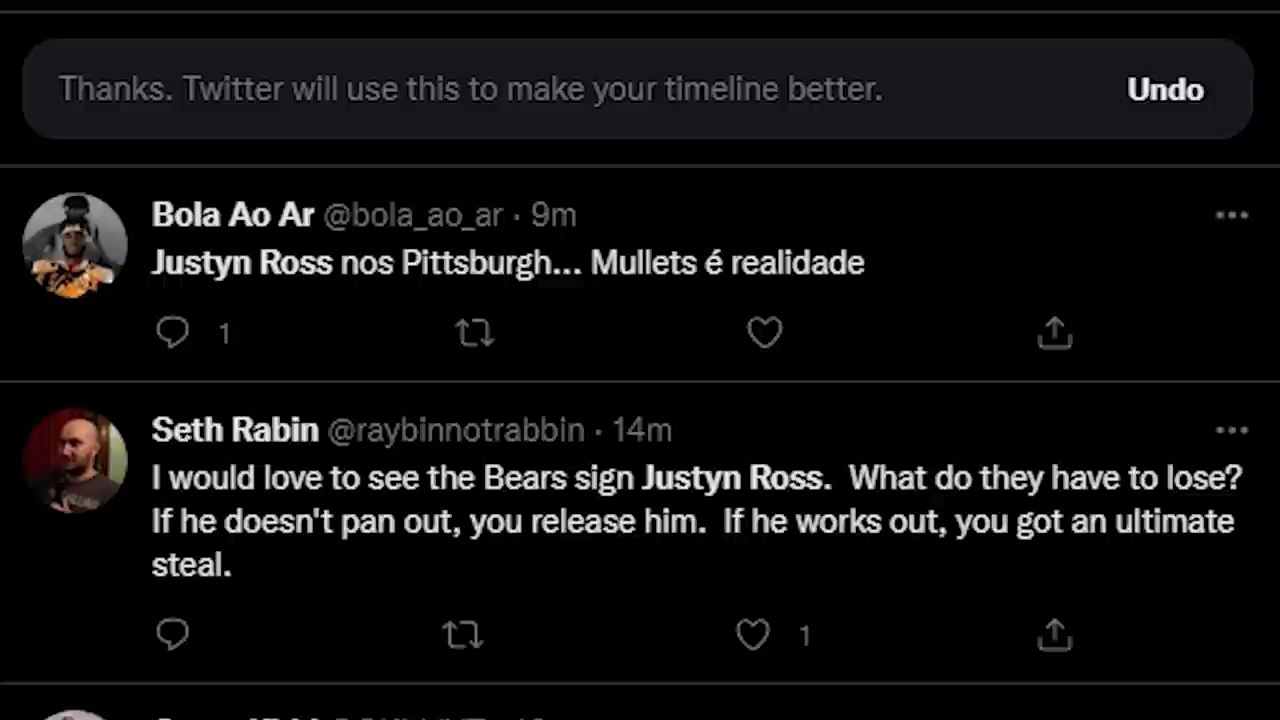 Thanks. Twitter will use this to make your timeline better. Undo
Bola Ao Ar @bola_ao_ar · 9m
Justyn Ross nos Pittsburgh... Mullets é realidade
1
Seth Rabin @raybinnotrabbin · 14m
I would love to see the Bears sign Justyn Ross.  What do they have to lose?
If he doesn't pan out, you release him.  If he works out, you got an ultimate
steal.
1